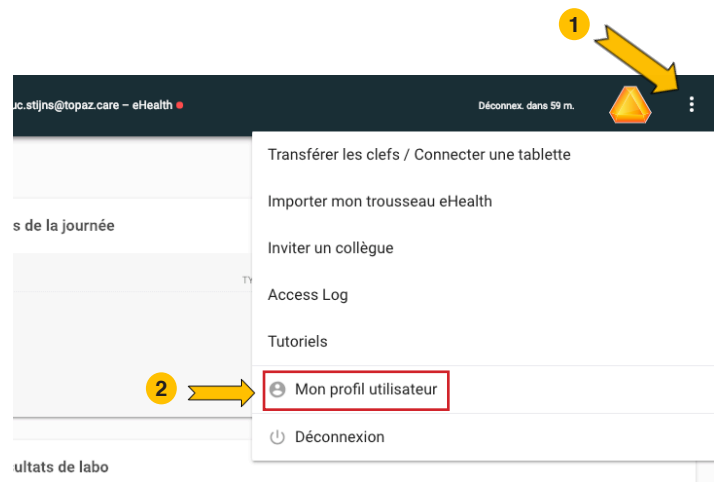 1
uc.stijns@topaz.care – eHealth
Déconnex. dans 59 m.
Transférer les clefs / Connecter une tablette
Importer mon trousseau eHealth
s de la journée
Inviter un collègue
TY
Access Log
Tutoriels
2
Mon profil utilisateur
Déconnexion
ultats de labo